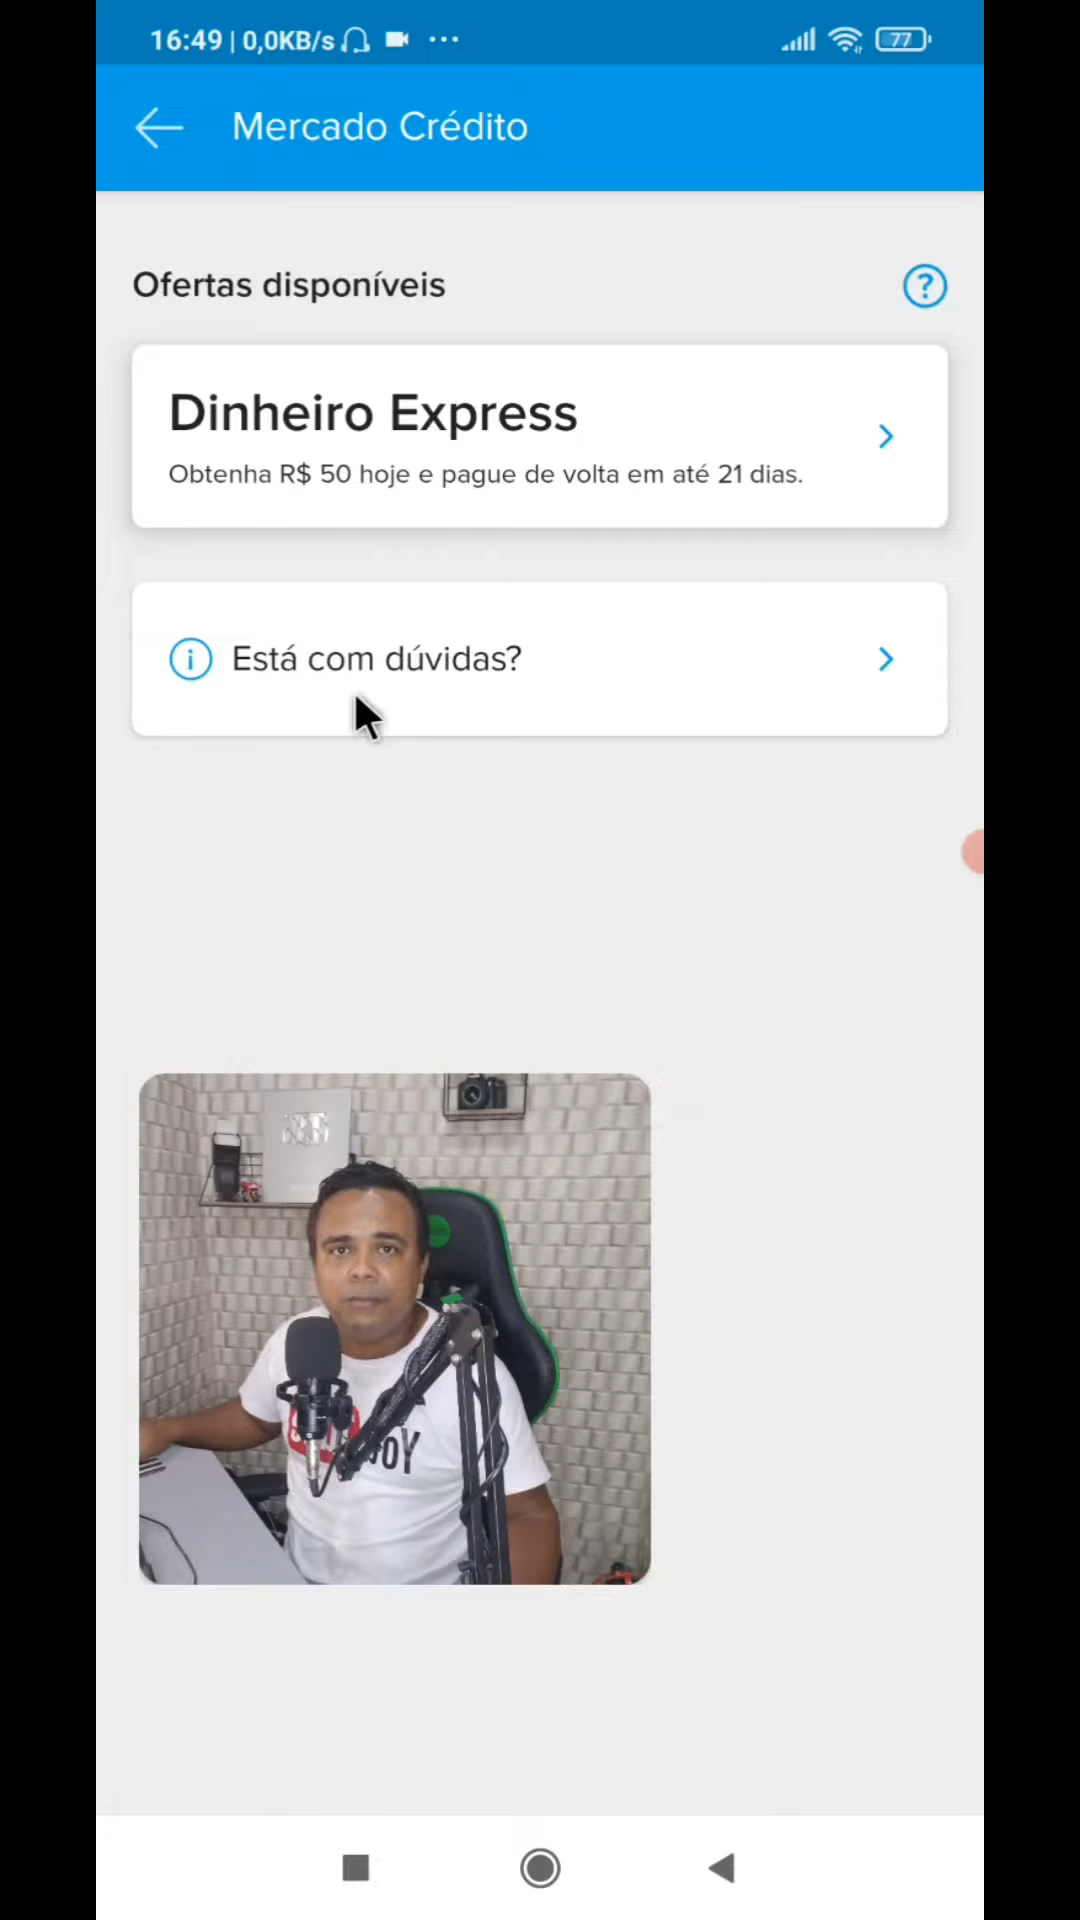 16:49 | 0,0KB/s
77
Mercado Crédito
Ofertas disponíveis
?
Dinheiro Express
Obtenha R$ 50 hoje e pague de volta em até 21 dias.
i Está com dúvidas?